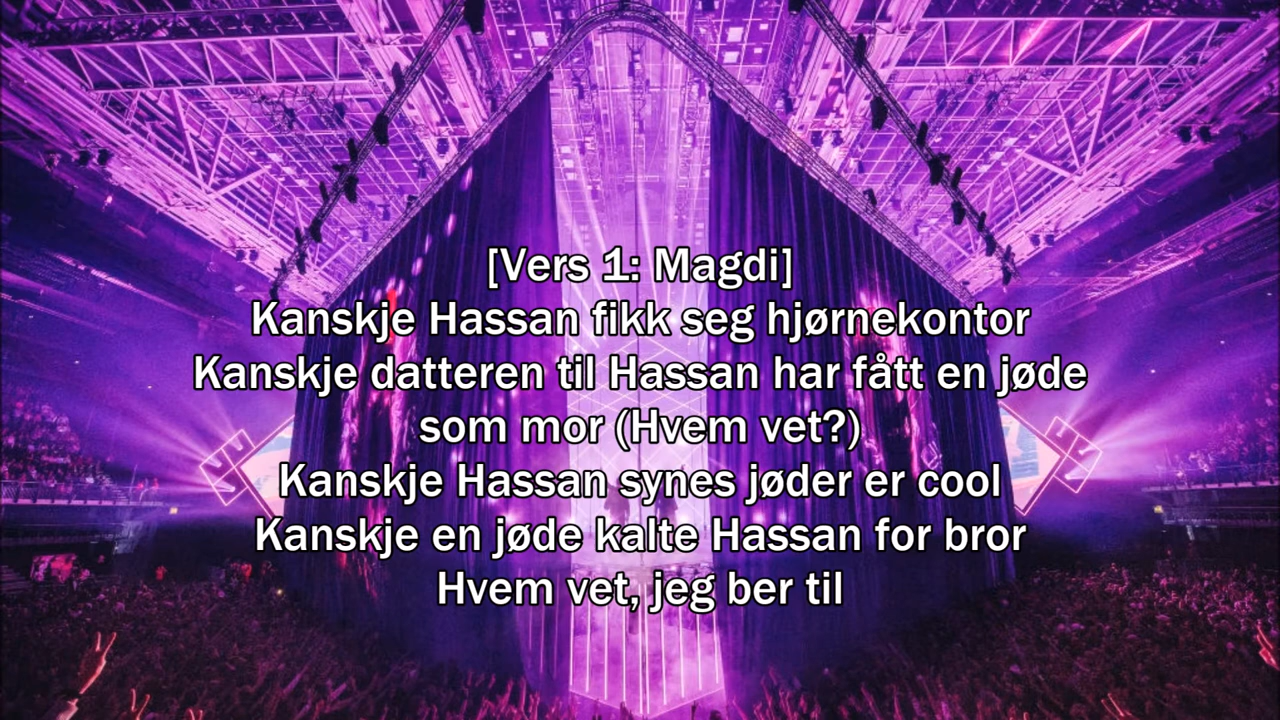 [Vers 1: Magdi]
Kanskje Hassan fikk seg hjørnekontor
Kanskje datteren til Hassan har fått en jøde
som mor (Hvem vet?)
Kanskje Hassan synes jøder er cool
Kanskje en jøde kalte Hassan for bror
Hvem vet, jeg ber til